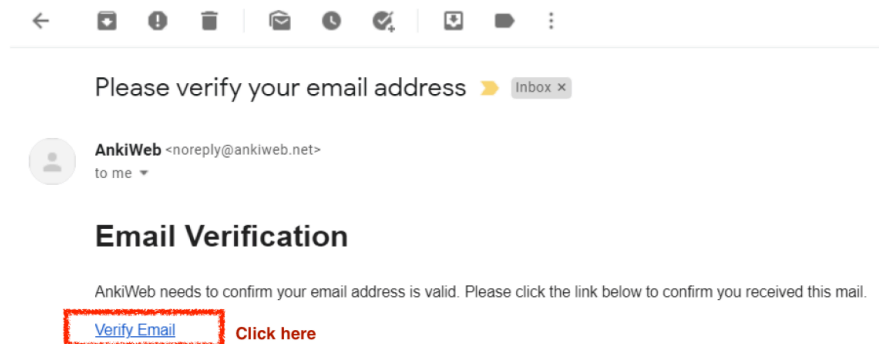 Please verify your email address Inbox ×
AnkiWeb <noreply@ankiweb.net>
to me
Email Verification
AnkiWeb needs to confirm your email address is valid. Please click the link below to confirm you received this mail.
Verify Email Click here